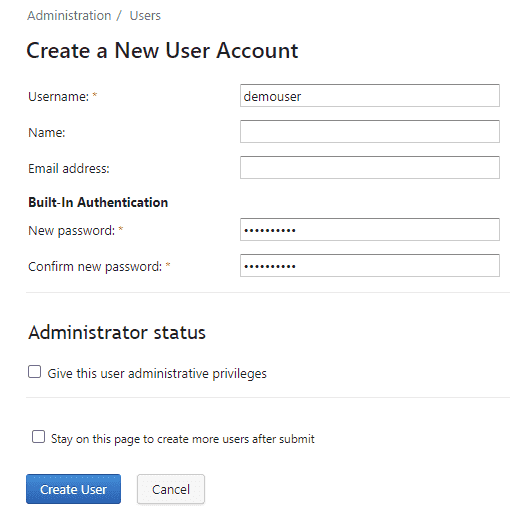 Administration / Users
Create a New User Account
Username: * demouser
Name:
Email address:
Built-In Authentication
New password: * ••••••••••
Confirm new password: * ••••••••••
Administrator status
Give this user administrative privileges
Stay on this page to create more users after submit
Create User Cancel